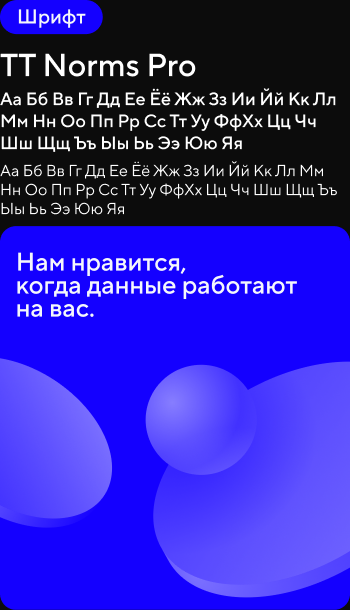 Шрифт
TT Norms Pro
Аа Бб Вв Гг Дд Ее Ёё Жж Зз Ии Йй Кк Лл
Мм Нн Оо Пп Рр Сс Тт Уу ФфХх Цц Чч
Шш Щщ Ъъ Ыы Ьь Ээ Юю Яя
Аа Бб Вв Гг Дд Ее Ёё Жж Зз Ии Йй Кк Лл Мм
Нн Оо Пп Рр Сс Тт Уу ФфХх Цц Чч Шш Щщ Ъъ
Ыы Ьь Ээ Юю Яя
Нам нравится,
когда данные работают
на вас.